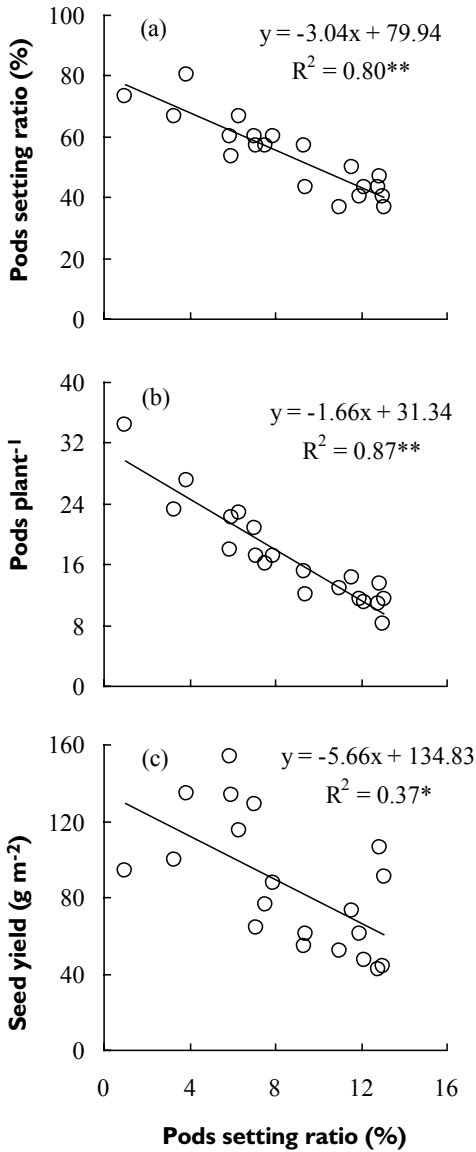 (a)
y = -3.04x + 79.94
R² = 0.80**
Pods setting ratio (%)
100
80
60
40
20
0
(b)
y = -1.66x + 31.34
R² = 0.87**
Pods plant⁻¹
40
32
24
16
8
0
(c)
y = -5.66x + 134.83
R² = 0.37*
Seed yield (g m⁻²)
160
120
80
40
0
0 4 8 12 16
Pods setting ratio (%)